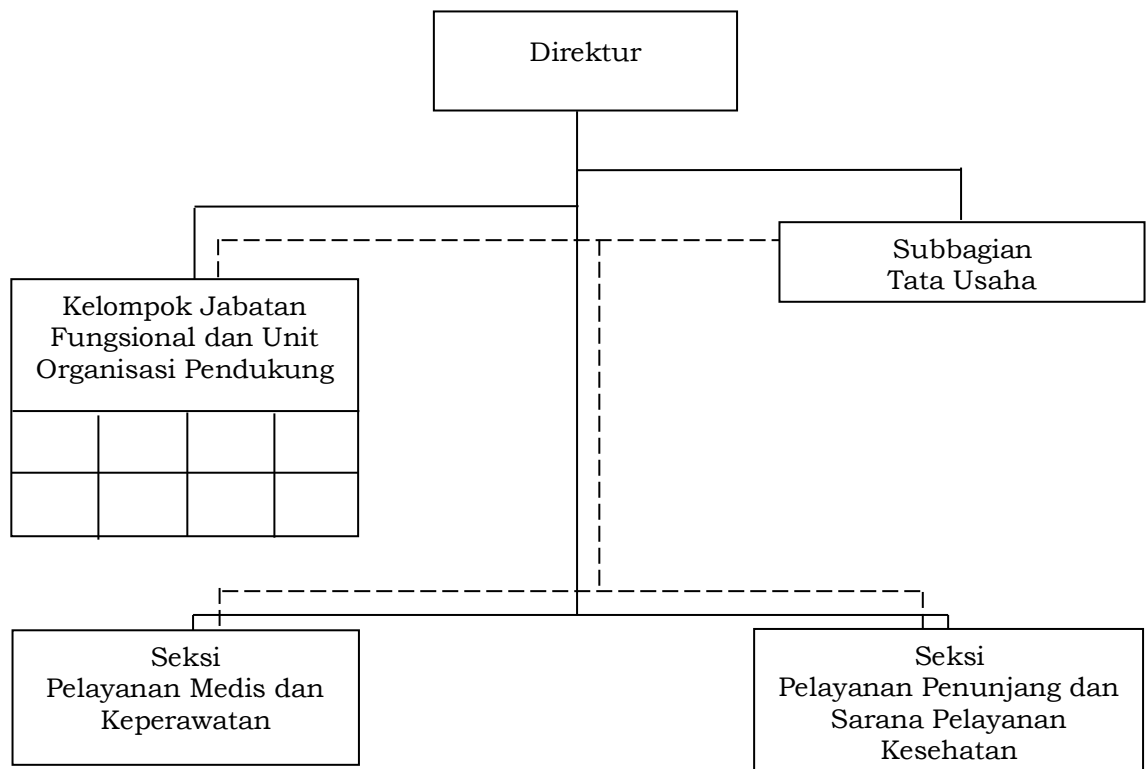 Direktur
Subbagian
Tata Usaha
Kelompok Jabatan
Fungsional dan Unit
Organisasi Pendukung
Seksi
Pelayanan Medis dan
Keperawatan
Seksi
Pelayanan Penunjang dan
Sarana Pelayanan
Kesehatan